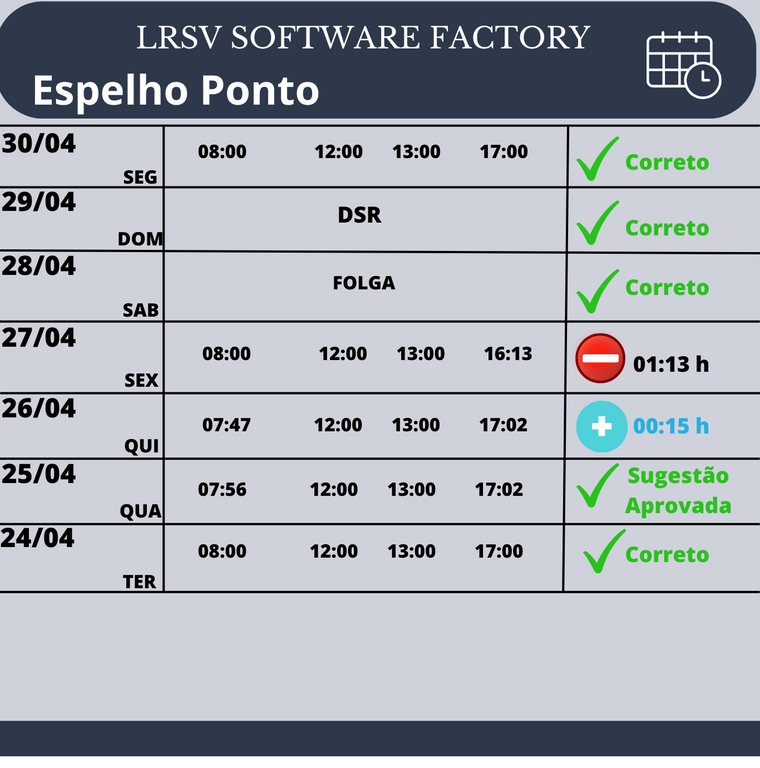 LRSV SOFTWARE FACTORY
Espelho Ponto
30/04 SEG 08:00 12:00 13:00 17:00 Correto
29/04 DOM DSR Correto
28/04 SAB FOLGA Correto
27/04 SEX 08:00 12:00 13:00 16:13 01:13 h
26/04 QUI 07:47 12:00 13:00 17:02 00:15 h
25/04 QUA 07:56 12:00 13:00 17:02 Sugestão
Aprovada
24/04 TER 08:00 12:00 13:00 17:00 Correto